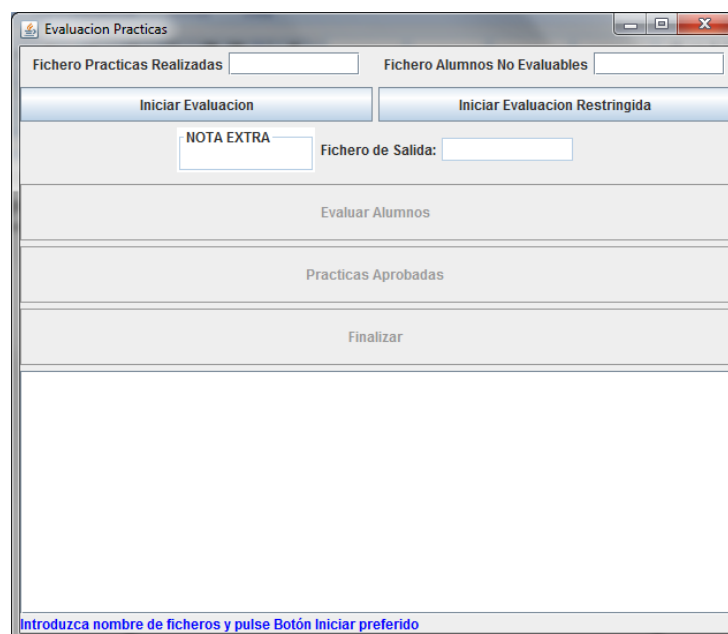 Evaluacion Practicas
Fichero Practicas Realizadas Fichero Alumnos No Evaluables
Iniciar Evaluacion Iniciar Evaluacion Restringida
NOTA EXTRA
Fichero de Salida:
Evaluar Alumnos
Practicas Aprobadas
Finalizar
Introduzca nombre de ficheros y pulse Botón Iniciar preferido